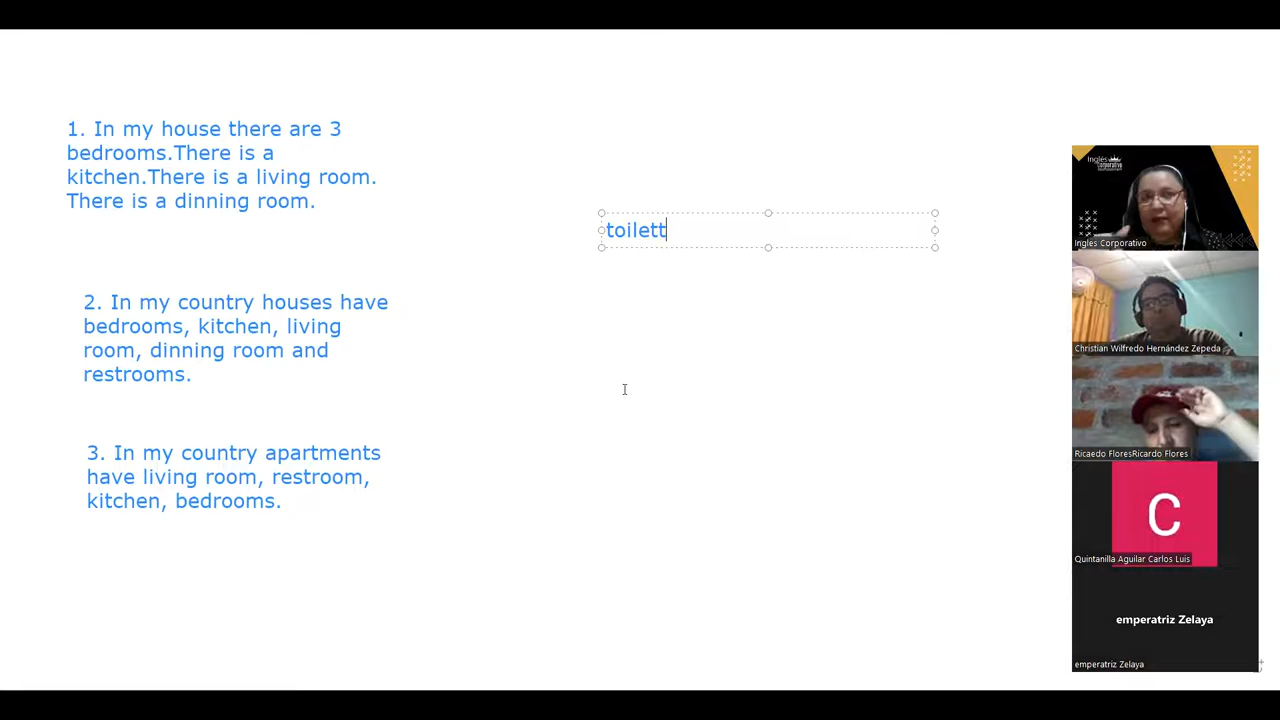 1. In my house there are 3
bedrooms.There is a
kitchen.There is a living room.
There is a dinning room.
2. In my country houses have
bedrooms, kitchen, living
room, dinning room and
restrooms.
3. In my country apartments
have living room, restroom,
kitchen, bedrooms.
toilett
Inglés
Corporativo
Inglés Corporativo
Christian Wilfredo Hernández Zepeda
Ricaedo FloresRicardo Flores
C
Quintanilla Aguilar Carlos Luis
emperatriz Zelaya
emperatriz Zelaya